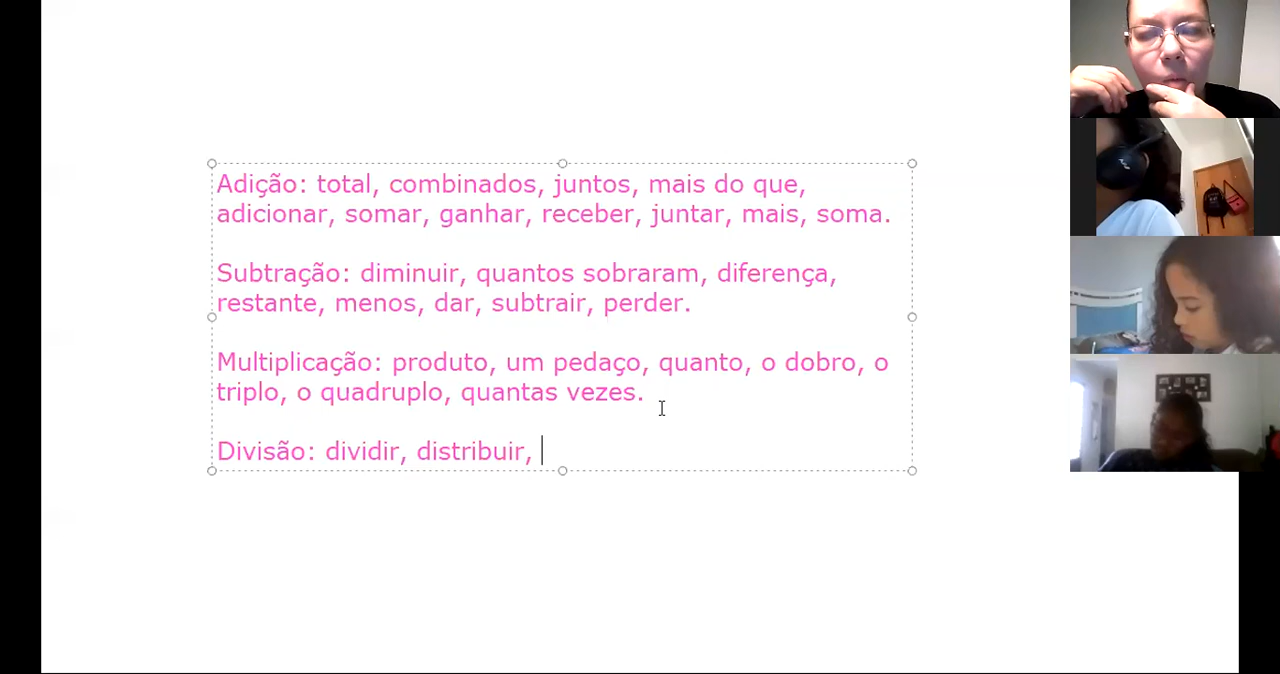 Adição: total, combinados, juntos, mais do que,
adicionar, somar, ganhar, receber, juntar, mais, soma.
Subtração: diminuir, quantos sobraram, diferença,
restante, menos, dar, subtrair, perder.
Multiplicação: produto, um pedaço, quanto, o dobro, o
triplo, o quadruplo, quantas vezes.
Divisão: dividir, distribuir,